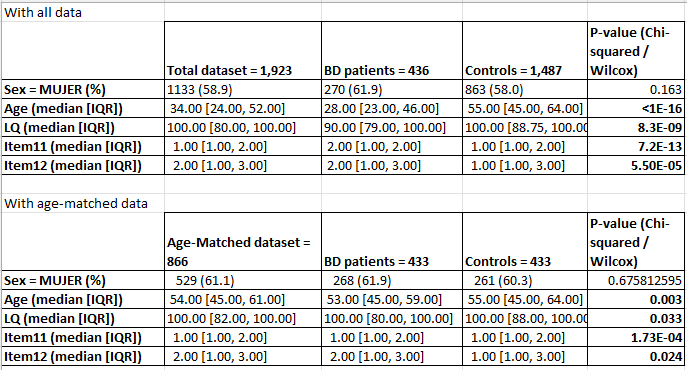 With all data
Total dataset = 1,923 BD patients = 436 Controls = 1,487 P-value (Chi-squared / Wilcox)
Sex = MUJER (%) 1133 (58.9) 270 (61.9) 863 (58.0) 0.163
Age (median [IQR]) 34.00 [24.00, 52.00] 28.00 [23.00, 46.00] 55.00 [45.00, 64.00] <1E-16
LQ (median [IQR]) 100.00 [80.00, 100.00] 90.00 [79.00, 100.00] 100.00 [88.75, 100.00 8.3E-09
Item11 (median [IQR]) 1.00 [1.00, 2.00] 2.00 [1.00, 2.00] 1.00 [1.00, 2.00] 7.2E-13
Item12 (median [IQR]) 2.00 [1.00, 3.00] 2.00 [1.00, 3.00] 1.00 [1.00, 3.00] 5.50E-05
With age-matched data
Age-Matched dataset = 866 BD patients = 433 Controls = 433 P-value (Chi-squared / Wilcox)
Sex = MUJER (%) 529 (61.1) 268 (61.9) 261 (60.3) 0.675812595
Age (median [IQR]) 54.00 [45.00, 61.00] 53.00 [45.00, 59.00] 55.00 [45.00, 64.00] 0.003
LQ (median [IQR]) 100.00 [82.00, 100.00] 100.00 [80.00, 100.00] 100.00 [88.00, 100.00 0.033
Item11 (median [IQR]) 1.00 [1.00, 2.00] 1.00 [1.00, 2.00] 1.00 [1.00, 2.00] 1.73E-04
Item12 (median [IQR]) 2.00 [1.00, 3.00] 2.00 [1.00, 3.00] 1.00 [1.00, 3.00] 0.024